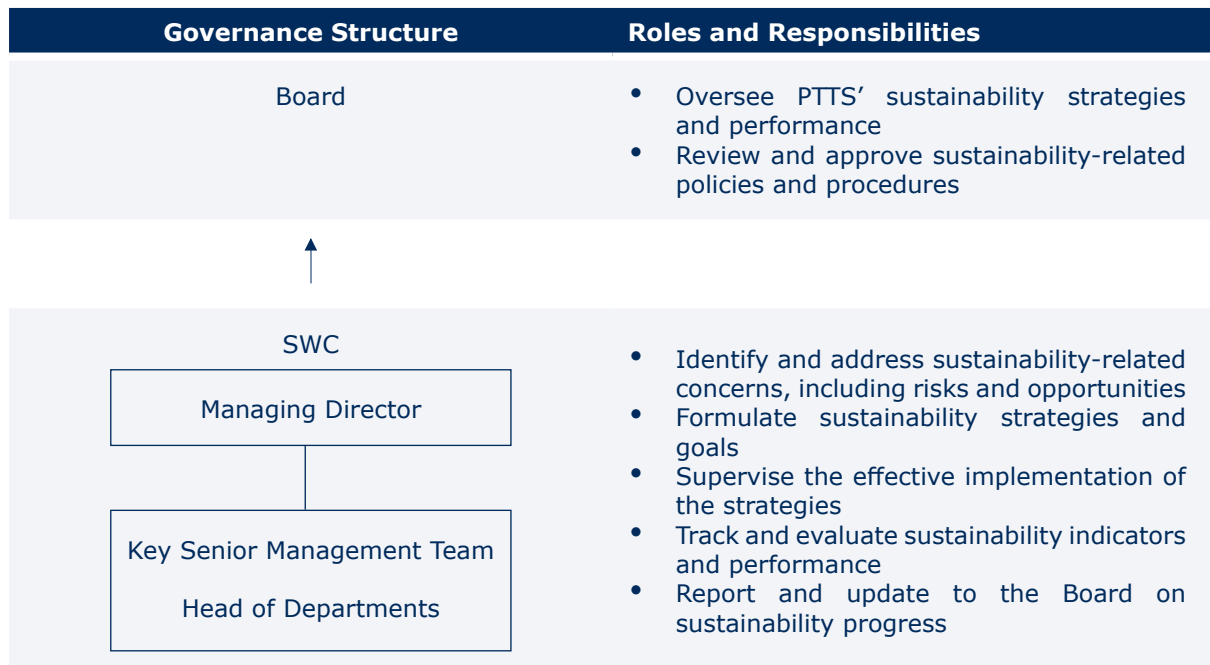 Governance Structure
Roles and Responsibilities
Board
• Oversee PTTS’ sustainability strategies
and performance
• Review and approve sustainability-related
policies and procedures
SWC
Managing Director
Key Senior Management Team
Head of Departments
• Identify and address sustainability-related
concerns, including risks and opportunities
• Formulate sustainability strategies and
goals
• Supervise the effective implementation of
the strategies
• Track and evaluate sustainability indicators
and performance
• Report and update to the Board on
sustainability progress